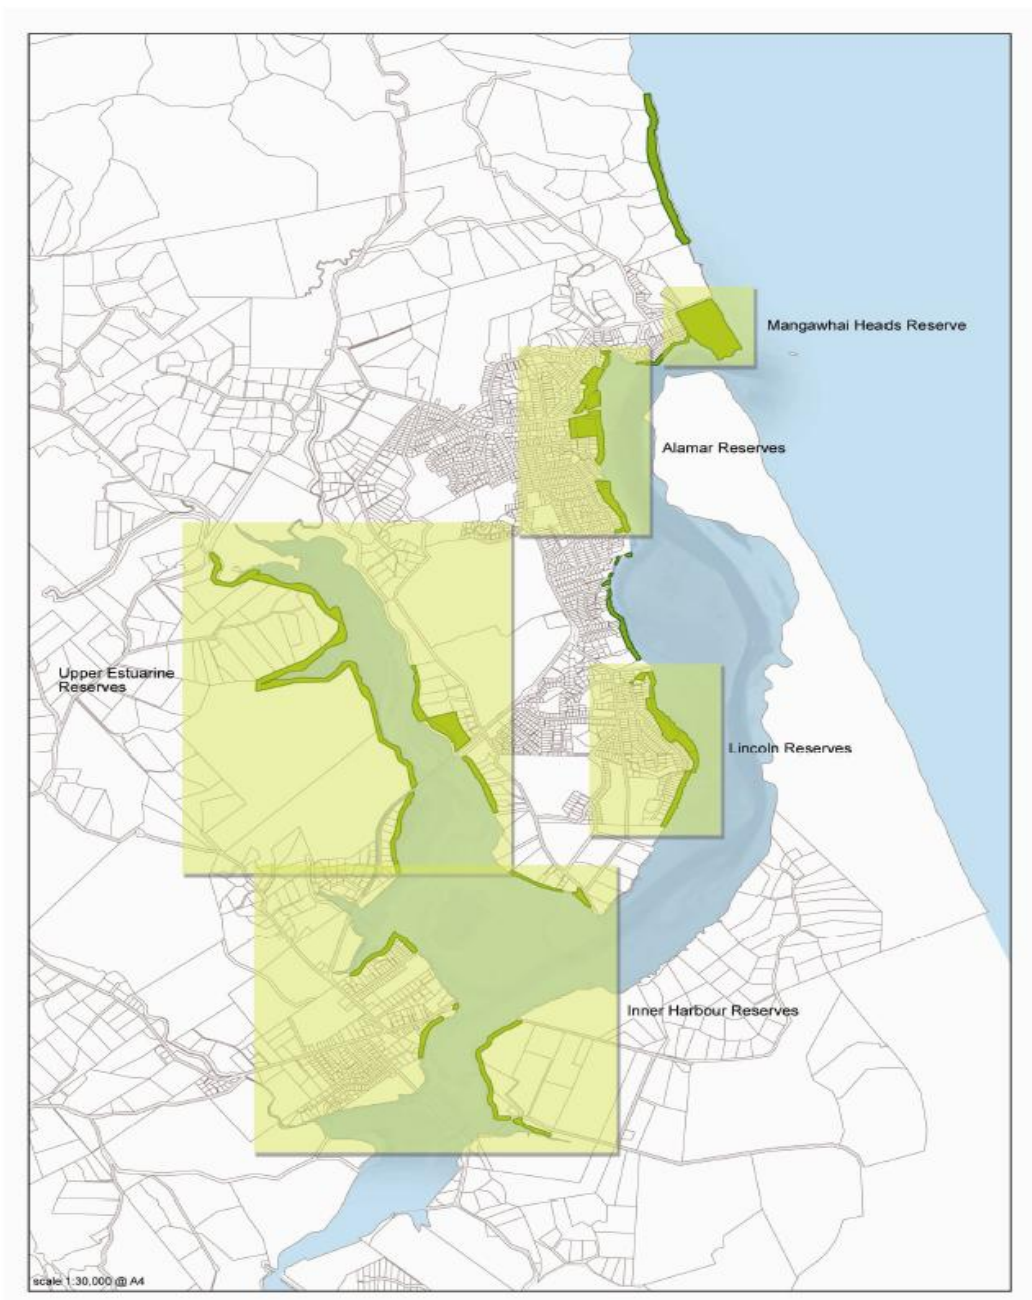 Mangawhai Heads Reserve
Alamar Reserves
Upper Estuarine
Reserves
Lincoln Reserves
Inner Harbour Reserves
scale 1:30,000 @ A4